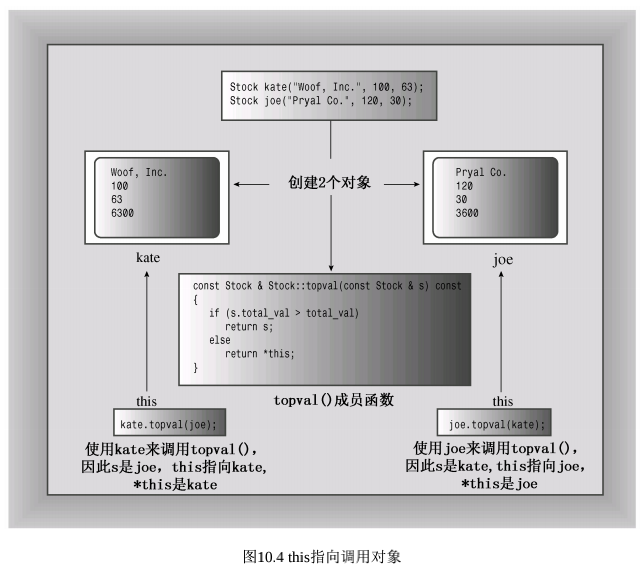 Stock kate("Woof, Inc.", 100, 63);
Stock joe("Pryal Co.", 120, 30);
创建2个对象
Woof, Inc.
100
63
6300
kate
Pryal Co.
120
30
3600
joe
const Stock & Stock::topval(const Stock & s) const
{
if (s.total_val > total_val)
return s;
else
return *this;
}
topval()成员函数
this
kate.topval(joe);
使用kate来调用topval()，
因此s是joe，this指向kate,
*this是kate
this
joe.topval(kate);
使用joe来调用topval()，
因此s是kate,this指向joe，
*this是joe
图10.4 this指向调用对象